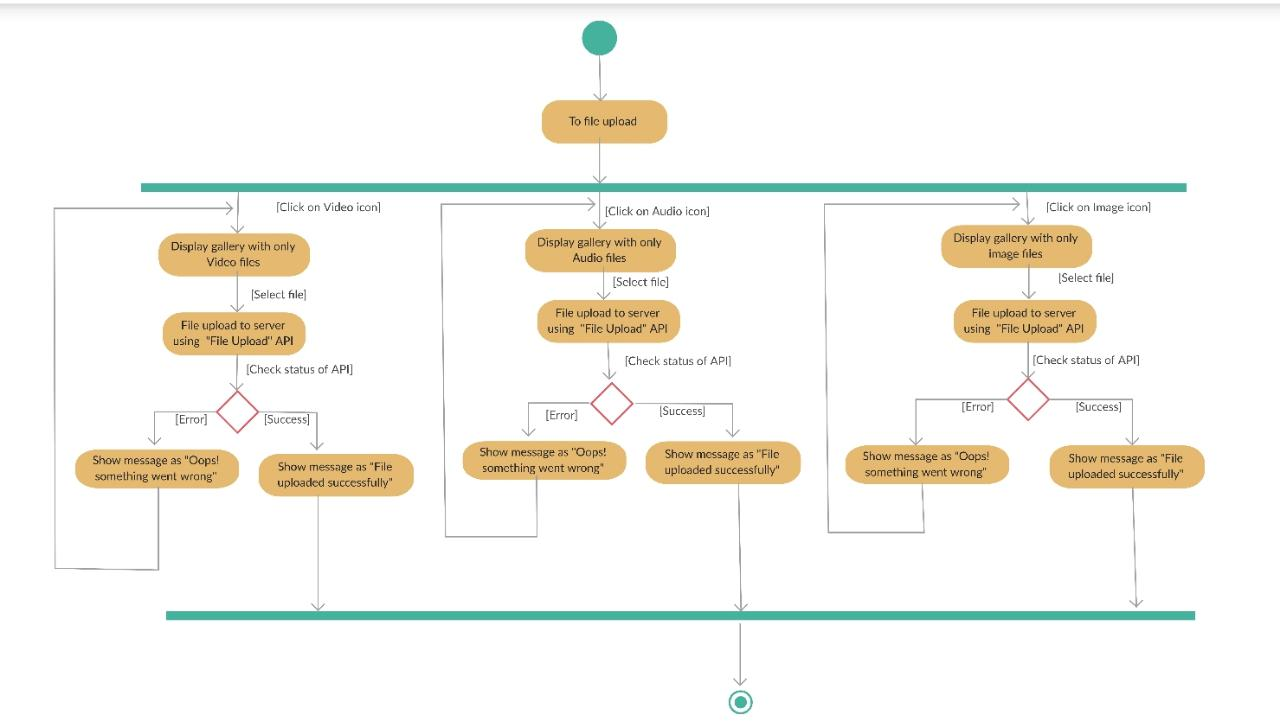 To file upload
[Click on Video icon]
[Click on Audio icon]
[Click on Image icon]
Display gallery with only
Video files
Display gallery with only
Audio files
Display gallery with only
image files
[Select file]
[Select file]
[Select file]
File upload to server
using "File Upload" API
File upload to server
using "File Upload" API
File upload to server
using "File Upload" API
[Check status of API]
[Check status of API]
[Check status of API]
[Error]
[Success]
[Error]
[Success]
[Error]
[Success]
Show message as "Oops!
something went wrong"
Show message as "File
uploaded successfully"
Show message as "Oops!
something went wrong"
Show message as "File
uploaded successfully"
Show message as "Oops!
something went wrong"
Show message as "File
uploaded successfully"